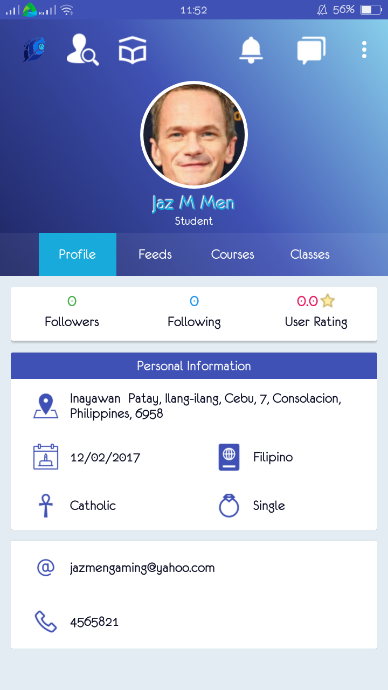 11:52
56%
Jaz M Men
Student
Profile Feeds Courses Classes
0 0 0.0
Followers Following User Rating
Personal Information
Inayawan Patay, Ilang-ilang, Cebu, 7, Consolacion,
Philippines, 6958
12/02/2017 Filipino
Catholic Single
@ jazmengaming@yahoo.com
4565821